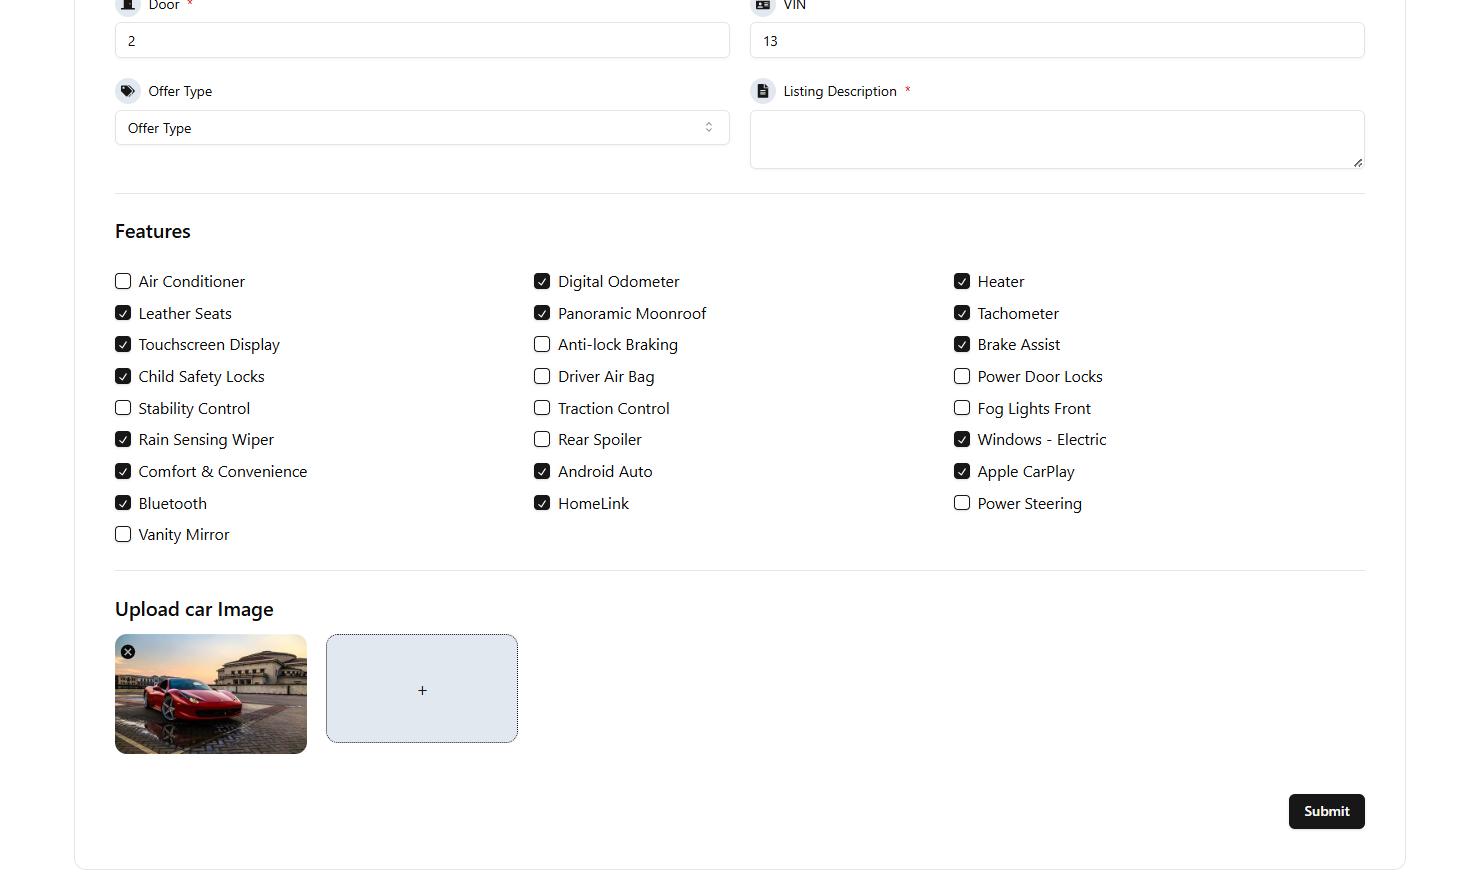 Door * VIN
2 13
Offer Type Listing Description *
Offer Type
Features
Air Conditioner Digital Odometer Heater
Leather Seats Panoramic Moonroof Tachometer
Touchscreen Display Anti-lock Braking Brake Assist
Child Safety Locks Driver Air Bag Power Door Locks
Stability Control Traction Control Fog Lights Front
Rain Sensing Wiper Rear Spoiler Windows - Electric
Comfort & Convenience Android Auto Apple CarPlay
Bluetooth HomeLink Power Steering
Vanity Mirror
Upload car Image
+
Submit